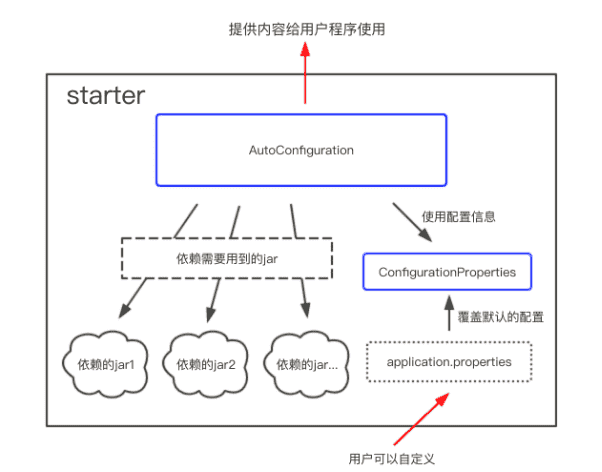 提供内容给用户程序使用
starter
AutoConfiguration
使用配置信息
依赖需要用到的jar
ConfigurationProperties
覆盖默认的配置
依赖的jar1
依赖的jar2
依赖的jar...
application.properties
用户可以自定义